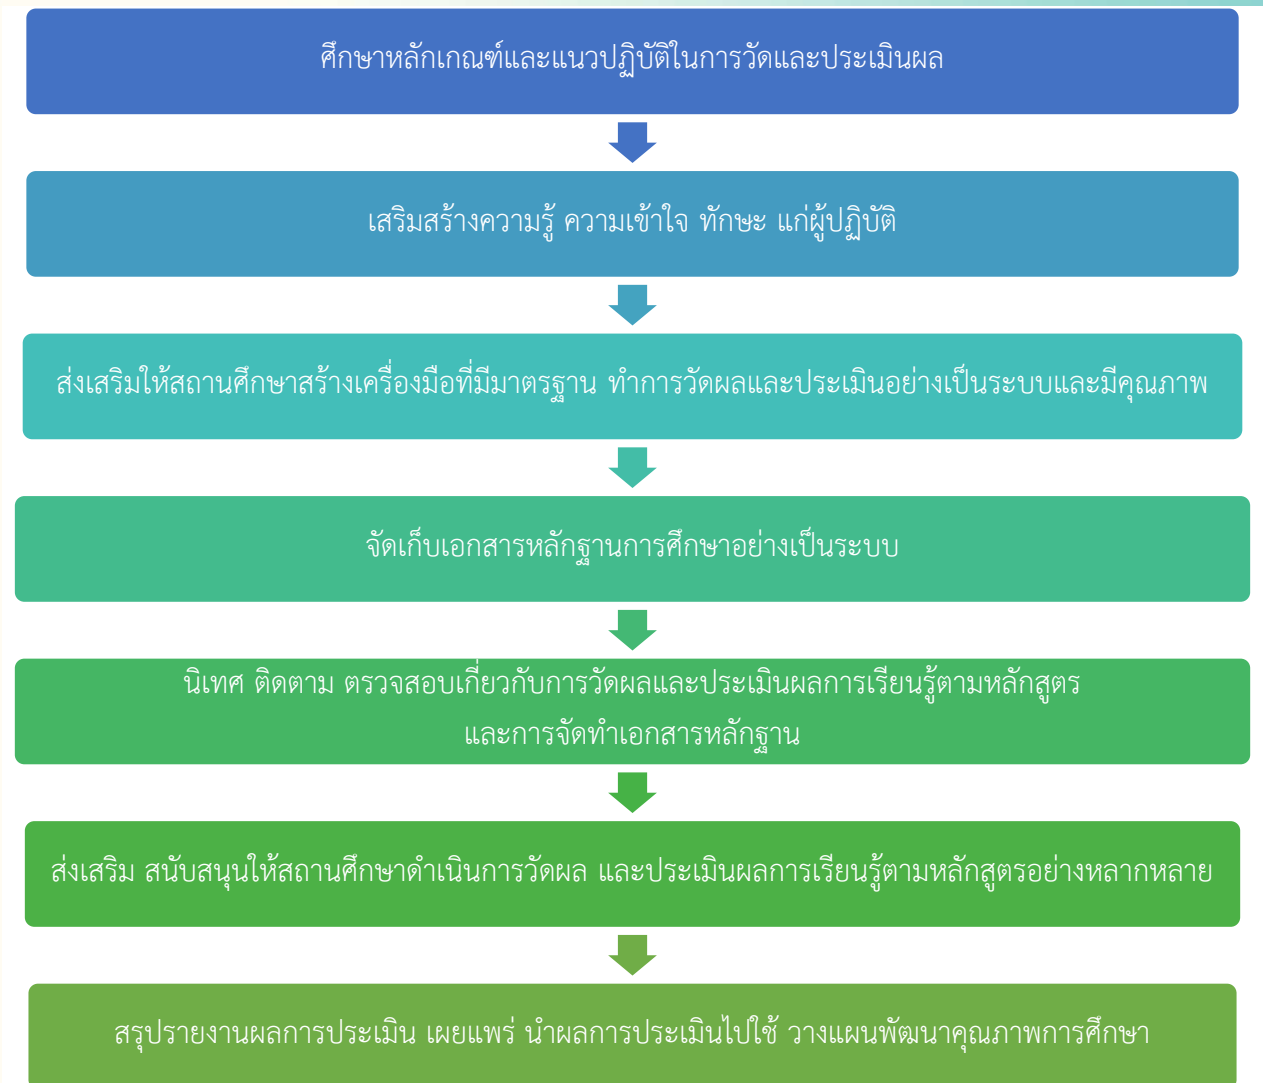 ศึกษาหลักเกณฑ์และแนวปฏิบัติในการวัดและประเมินผล
เสริมสร้างความรู้ ความเข้าใจ ทักษะ แก่ผู้ปฏิบัติ
ส่งเสริมให้สถานศึกษาสร้างเครื่องมือที่มีมาตรฐาน ทำการวัดผลและประเมินอย่างเป็นระบบและมีคุณภาพ
จัดเก็บเอกสารหลักฐานการศึกษาอย่างเป็นระบบ
นิเทศ ติดตาม ตรวจสอบเกี่ยวกับการวัดผลและประเมินผลการเรียนรู้ตามหลักสูตร
และการจัดทำเอกสารหลักฐาน
ส่งเสริม สนับสนุนให้สถานศึกษาดำเนินการวัดผล และประเมินผลการเรียนรู้ตามหลักสูตรอย่างหลากหลาย
สรุปรายงานผลการประเมิน เผยแพร่ นำผลการประเมินไปใช้ วางแผนพัฒนาคุณภาพการศึกษา